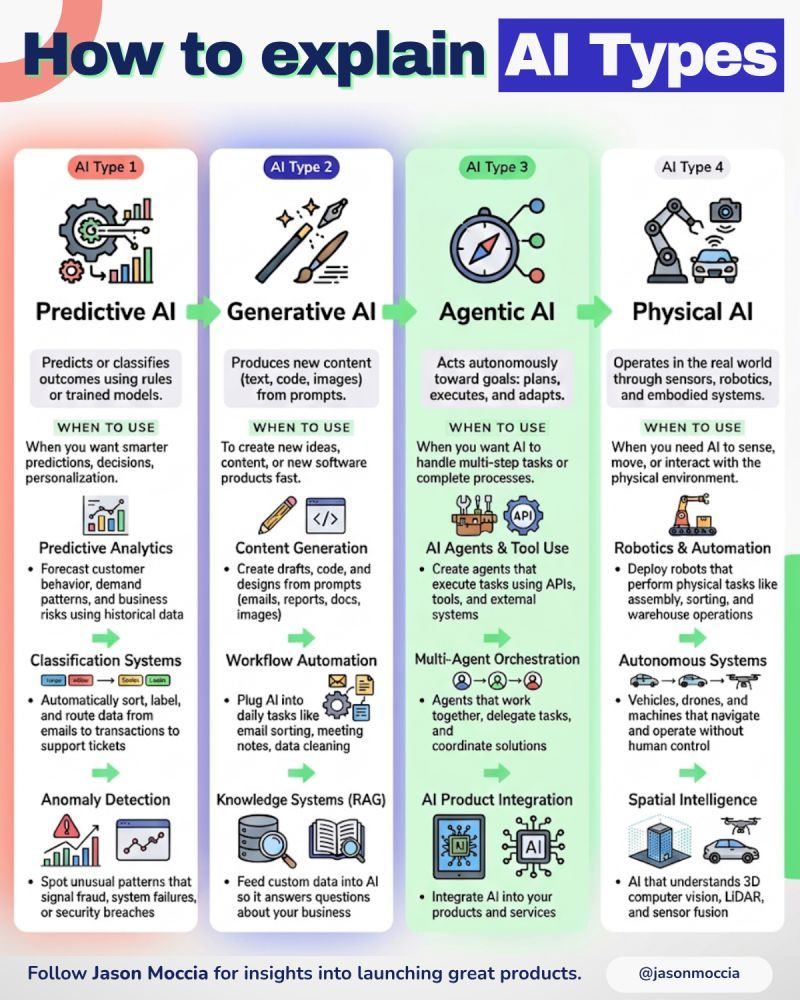 How to explain AI Types
AI Type 1
Predictive AI
Predicts or classifies
outcomes using rules
or trained models.
WHEN TO USE
When you want smarter
predictions, decisions,
personalization.
Predictive Analytics
• Forecast customer
behavior, demand
patterns, and business
risks using historical data
Classification Systems
• Automatically sort, label,
and route data from
emails to transactions to
support tickets
Anomaly Detection
• Spot unusual patterns that
signal fraud, system failures,
or security breaches
AI Type 2
Generative AI
Produces new content
(text, code, images)
from prompts.
WHEN TO USE
To create new ideas,
content, or new software
products fast.
</>
Content Generation
• Create drafts, code, and
designs from prompts
(emails, reports, docs,
images)
Workflow Automation
• Plug AI into
daily tasks like
email sorting, meeting
notes, data cleaning
Knowledge Systems (RAG)
• Feed custom data into AI
so it answers questions
about your business
AI Type 3
Agentic AI
Acts autonomously
toward goals: plans,
executes, and adapts.
WHEN TO USE
When you want AI to
handle multi-step tasks or
complete processes.
API
AI Agents & Tool Use
• Create agents that
execute tasks using APIs,
tools, and external
systems
Multi-Agent Orchestration
• Agents that work
together, delegate tasks,
and
coordinate solutions
AI Product Integration
N
AI
• Integrate AI into your
products and services
AI Type 4
Physical AI
Operates in the real world
through sensors, robotics,
and embodied systems.
WHEN TO USE
When you need AI to sense,
move, or interact with the
physical environment.
Robotics & Automation
• Deploy robots that
perform physical tasks like
assembly, sorting, and
warehouse operations
Autonomous Systems
• Vehicles, drones, and
machines that navigate
and operate without
human control
Spatial Intelligence
• AI that understands 3D
computer vision, LiDAR,
and sensor fusion
Follow Jason Moccia for insights into launching great products.
@jasonmoccia